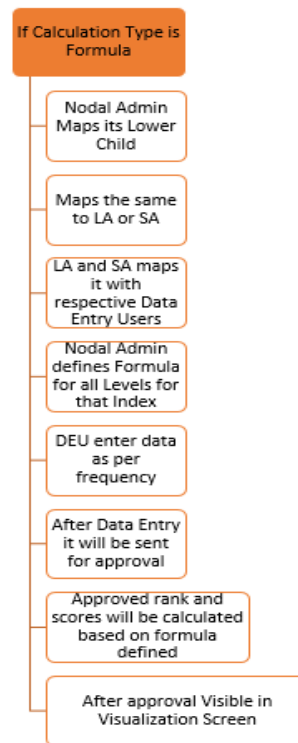 If Calculation Type is
Formula
Nodal Admin
Maps its Lower
Child
Maps the same
to LA or SA
LA and SA maps
it with
respective Data
Entry Users
Nodal Admin
defines Formula
for all Levels for
that Index
DEU enter data
as per
frequency
After Data Entry
it will be sent
for approval
Approved rank and
scores will be calculated
based on formula
defined
After approval Visible in
Visualization Screen